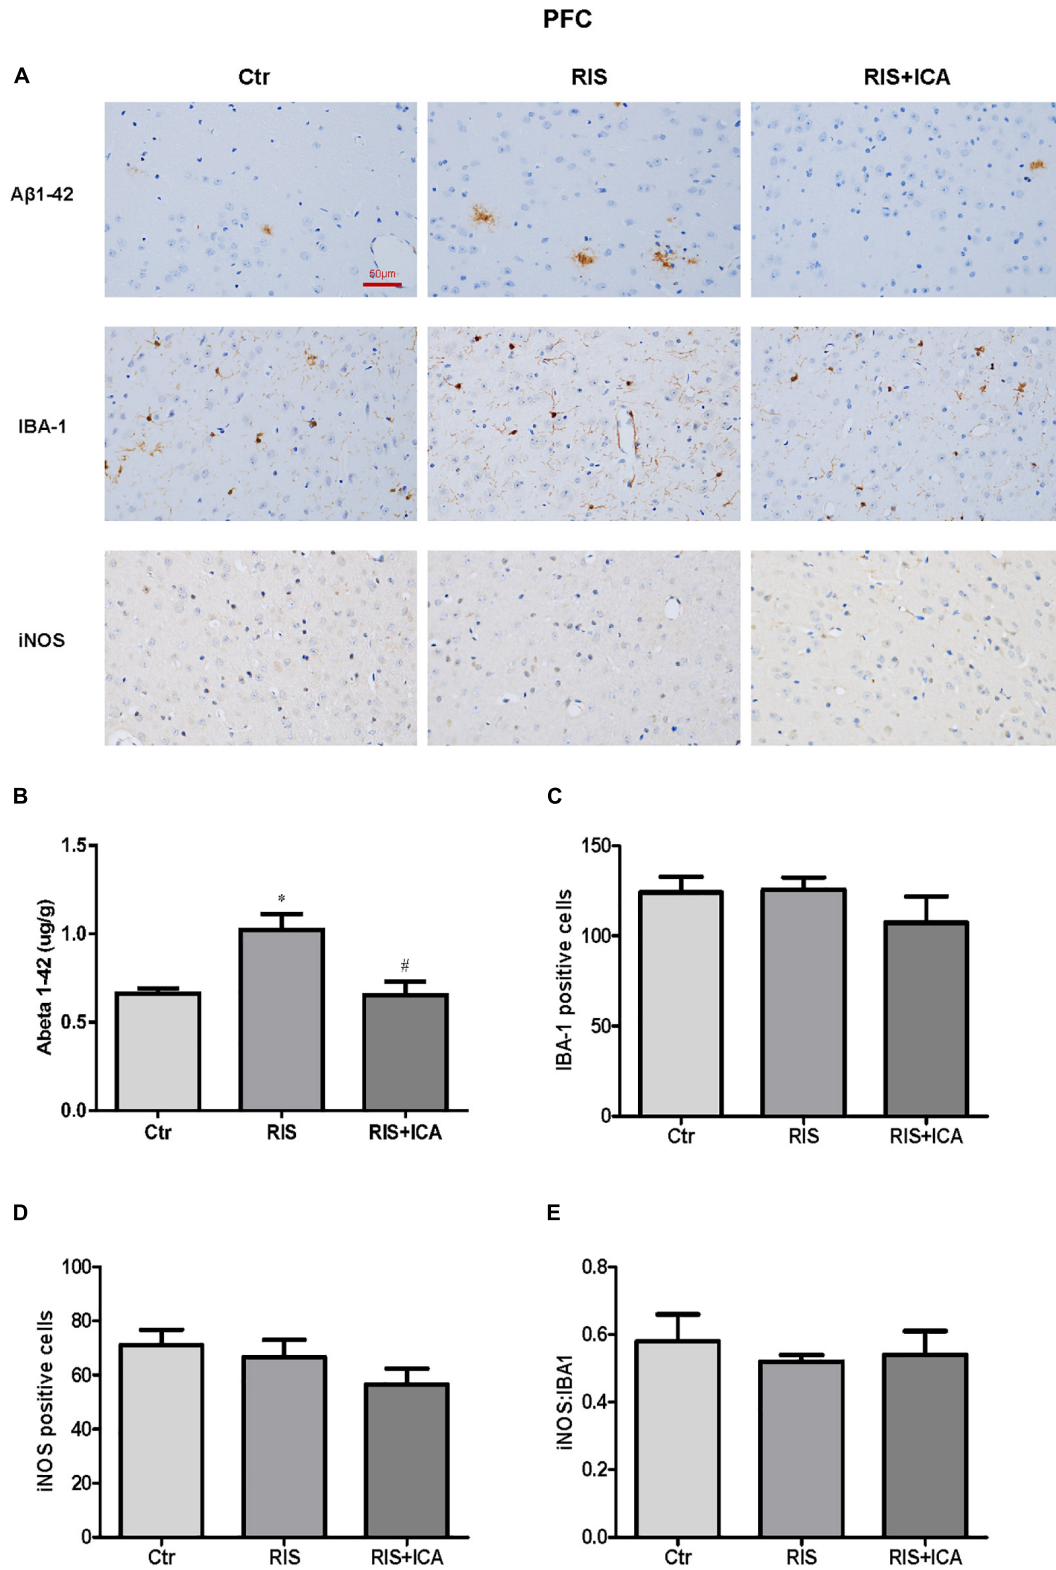 PFC
A
Ctr RIS RIS+ICA
Aβ1-42
50μm
IBA-1
iNOS
B
Abeta 1-42 (ug/g)
1.5
1.0
0.5
0.0
*
#
Ctr RIS RIS+ICA
C
IBA-1 positive cells
150
100
50
0
Ctr RIS RIS+ICA
D
iNOS positive cells
100
80
60
40
20
0
Ctr RIS RIS+ICA
E
iNOS:IBA1
0.8
0.6
0.4
0.2
0.0
Ctr RIS RIS+ICA